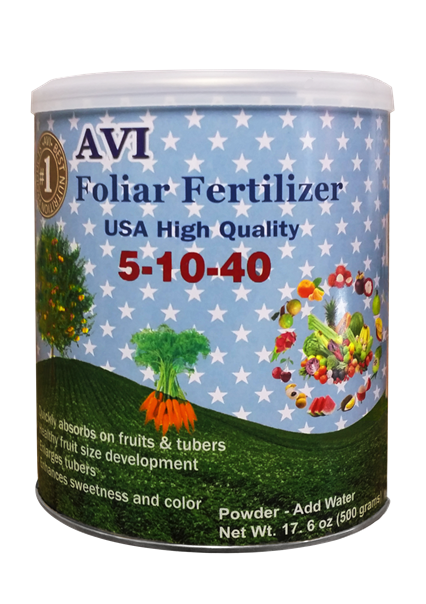 AVI
#1
Foliar Fertilizer
USA High Quality
5-10-40
absorbs on fruits & tubers
fruit size development
tubers
sweetness and color
Powder - Add Water
Net Wt. 17. 6 oz (500 grams)